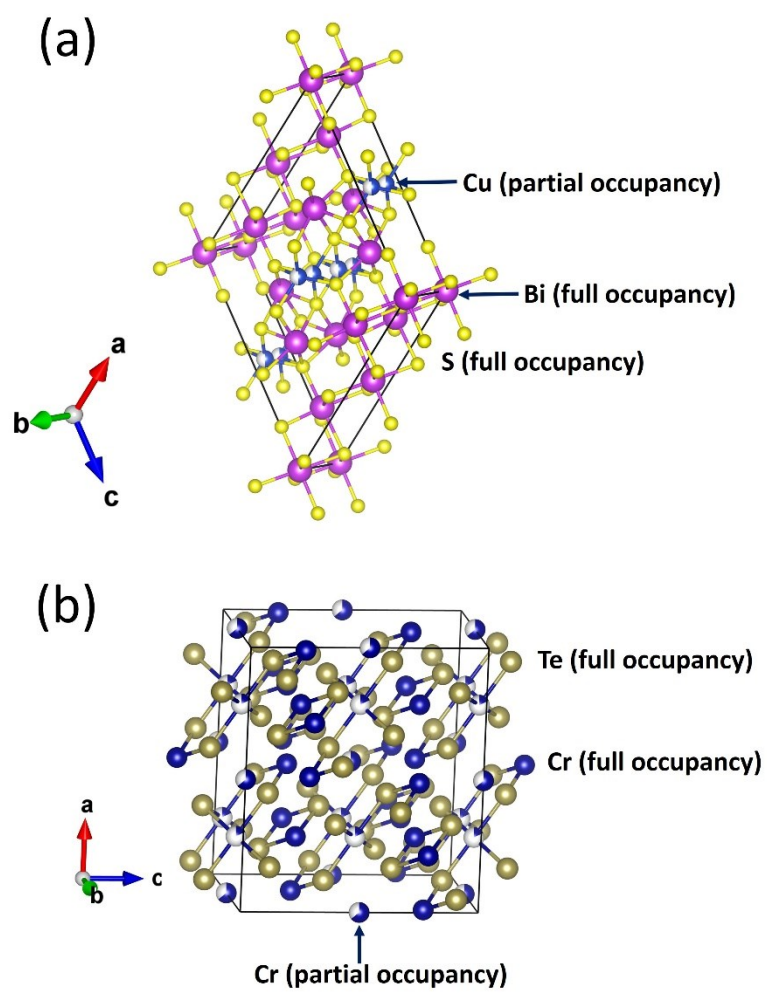 (a)
Cu (partial occupancy)
Bi (full occupancy)
S (full occupancy)
a
b
c
(b)
Te (full occupancy)
Cr (full occupancy)
a
b
c
Cr (partial occupancy)